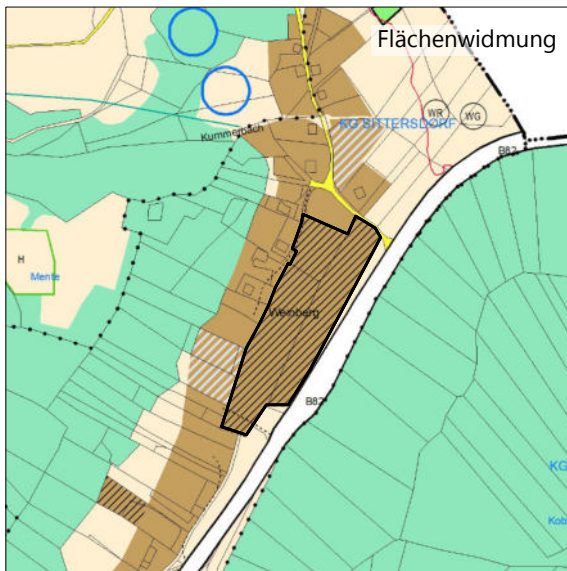 Flächenwidmung
WR
WG
KG SITTERSDORF
Kummerbach
B82
H
Mente
Weinberg
B82
KG
Kob